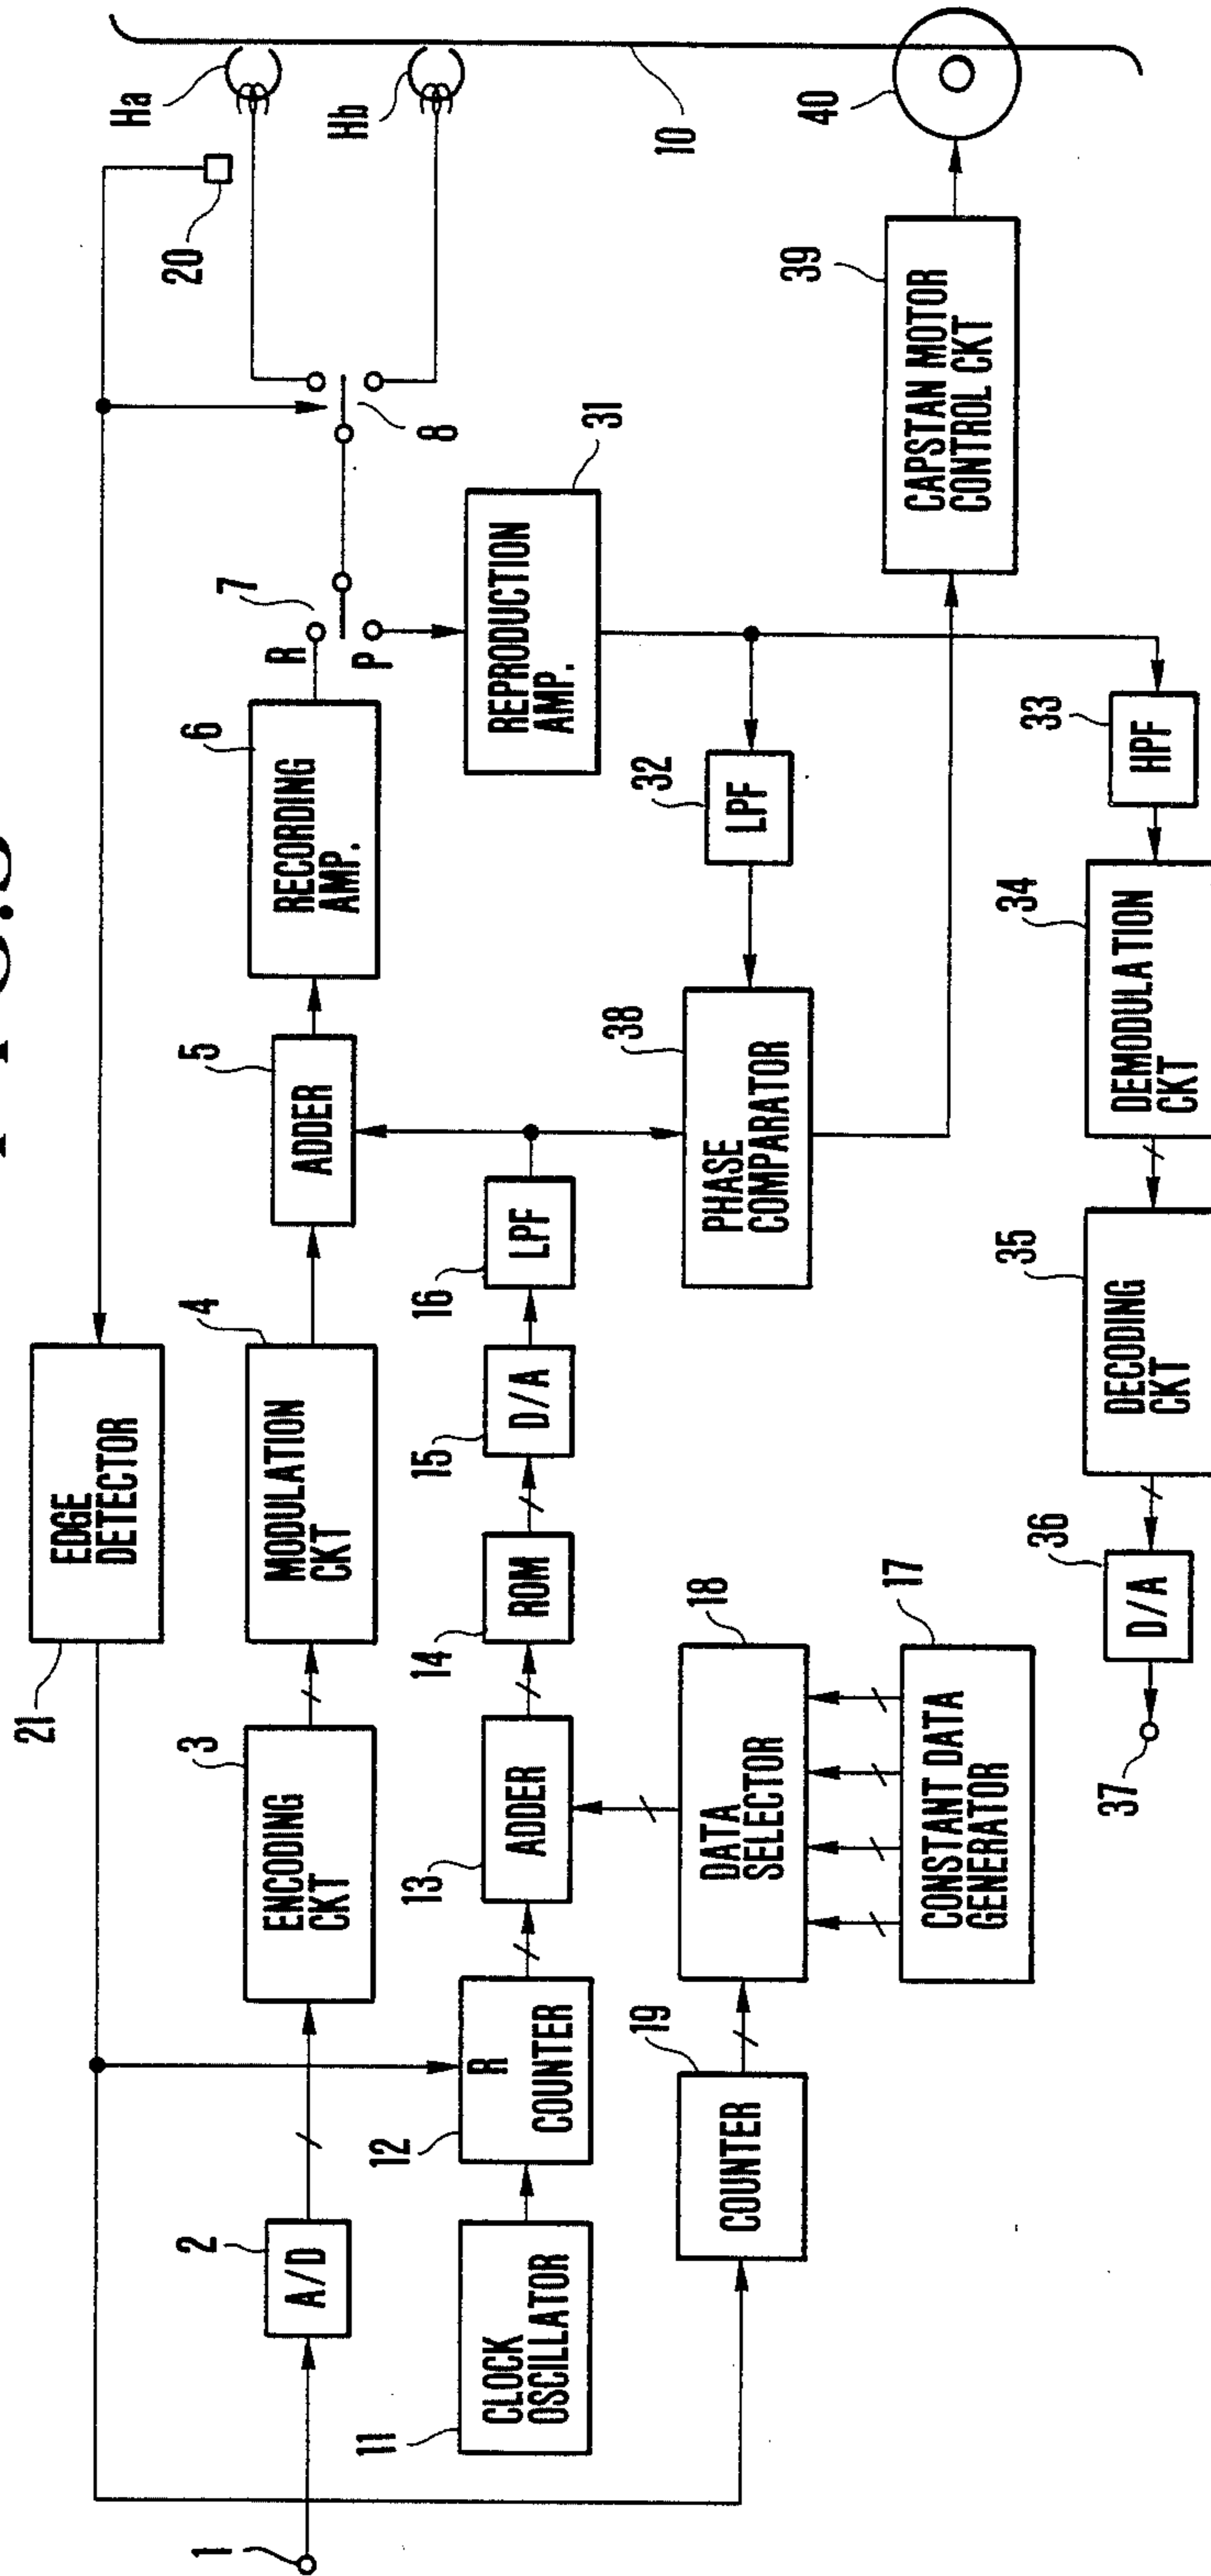 21
EDGE
DETECTOR
20
Ha
Hb
10
1
2
A/D
3
ENCODING
CKT
4
MODULATION
CKT
5
ADDER
6
RECORDING
AMP.
R
7
P
8
11
CLOCK
OSCILLATOR
12
R
COUNTER
13
ADDER
14
ROM
15
D/A
16
LPF
31
REPRODUCTION
AMP.
19
COUNTER
18
DATA
SELECTOR
38
PHASE
COMPARATOR
32
LPF
17
CONSTANT DATA
GENERATOR
39
CAPSTAN MOTOR
CONTROL CKT
40
37
36
D/A
35
DECODING
CKT
34
DEMODULATION
CKT
33
HPF